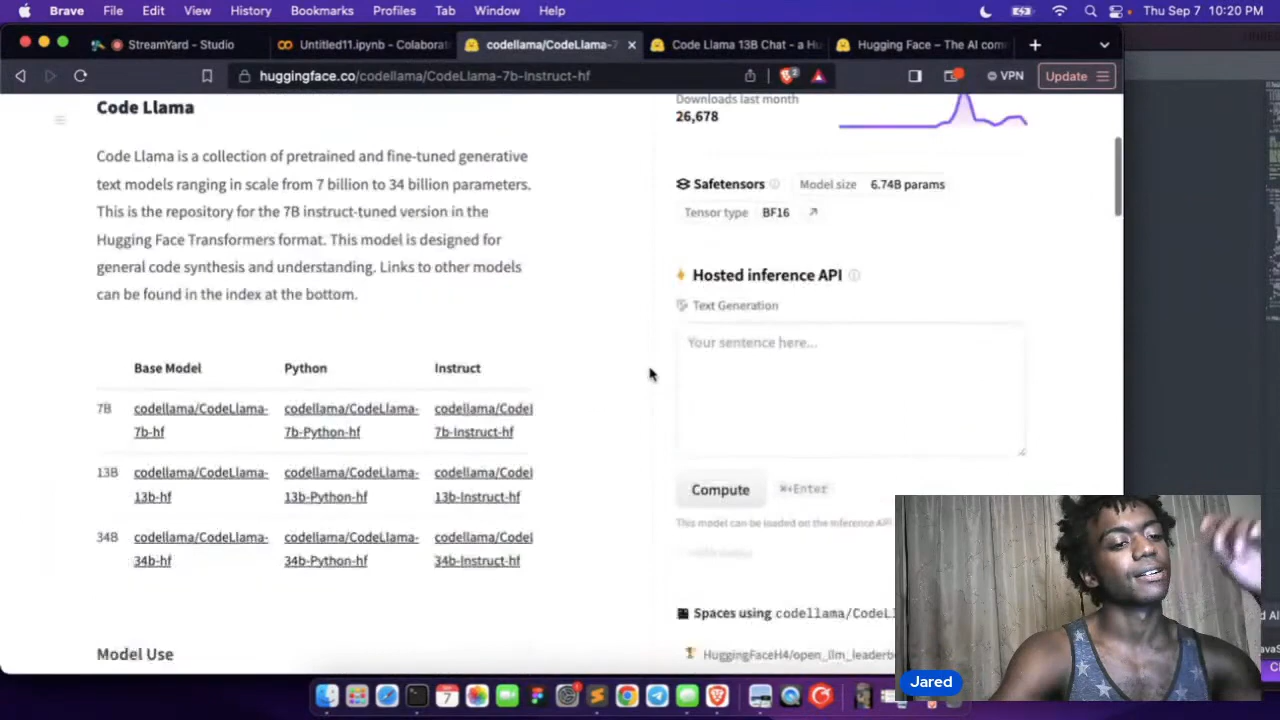 Brave File Edit View History Bookmarks Profiles Tab Window Help Thu Sep 7 10:20 PM
StreamYard - Studio Untitled11.ipynb - Colaborat codellama/CodeLlama-7 Code Llama 13B Chat - a Hu Hugging Face – The AI com
huggingface.co/codellama/CodeLlama-7b-Instruct-hf VPN Update
Code Llama
Code Llama is a collection of pretrained and fine-tuned generative
text models ranging in scale from 7 billion to 34 billion parameters.
This is the repository for the 7B instruct-tuned version in the
Hugging Face Transformers format. This model is designed for
general code synthesis and understanding. Links to other models
can be found in the index at the bottom.
Base Model Python Instruct
7B codellama/CodeLlama- codellama/CodeLlama- codellama/Codel
7b-hf 7b-Python-hf 7b-Instruct-hf
13B codellama/CodeLlama- codellama/CodeLlama- codellama/Codel
13b-hf 13b-Python-hf 13b-Instruct-hf
34B codellama/CodeLlama- codellama/CodeLlama- codellama/Codel
34b-hf 34b-Python-hf 34b-Instruct-hf
Model Use
Downloads last month
26,678
Safetensors Model size 6.74B params
Tensor type BF16
Hosted inference API
Text Generation
Your sentence here...
Compute ⌘+Enter
This model can be loaded on the Inference API
Spaces using codellama/CodeL
HuggingFaceH4/open_llm_leaderb
Jared